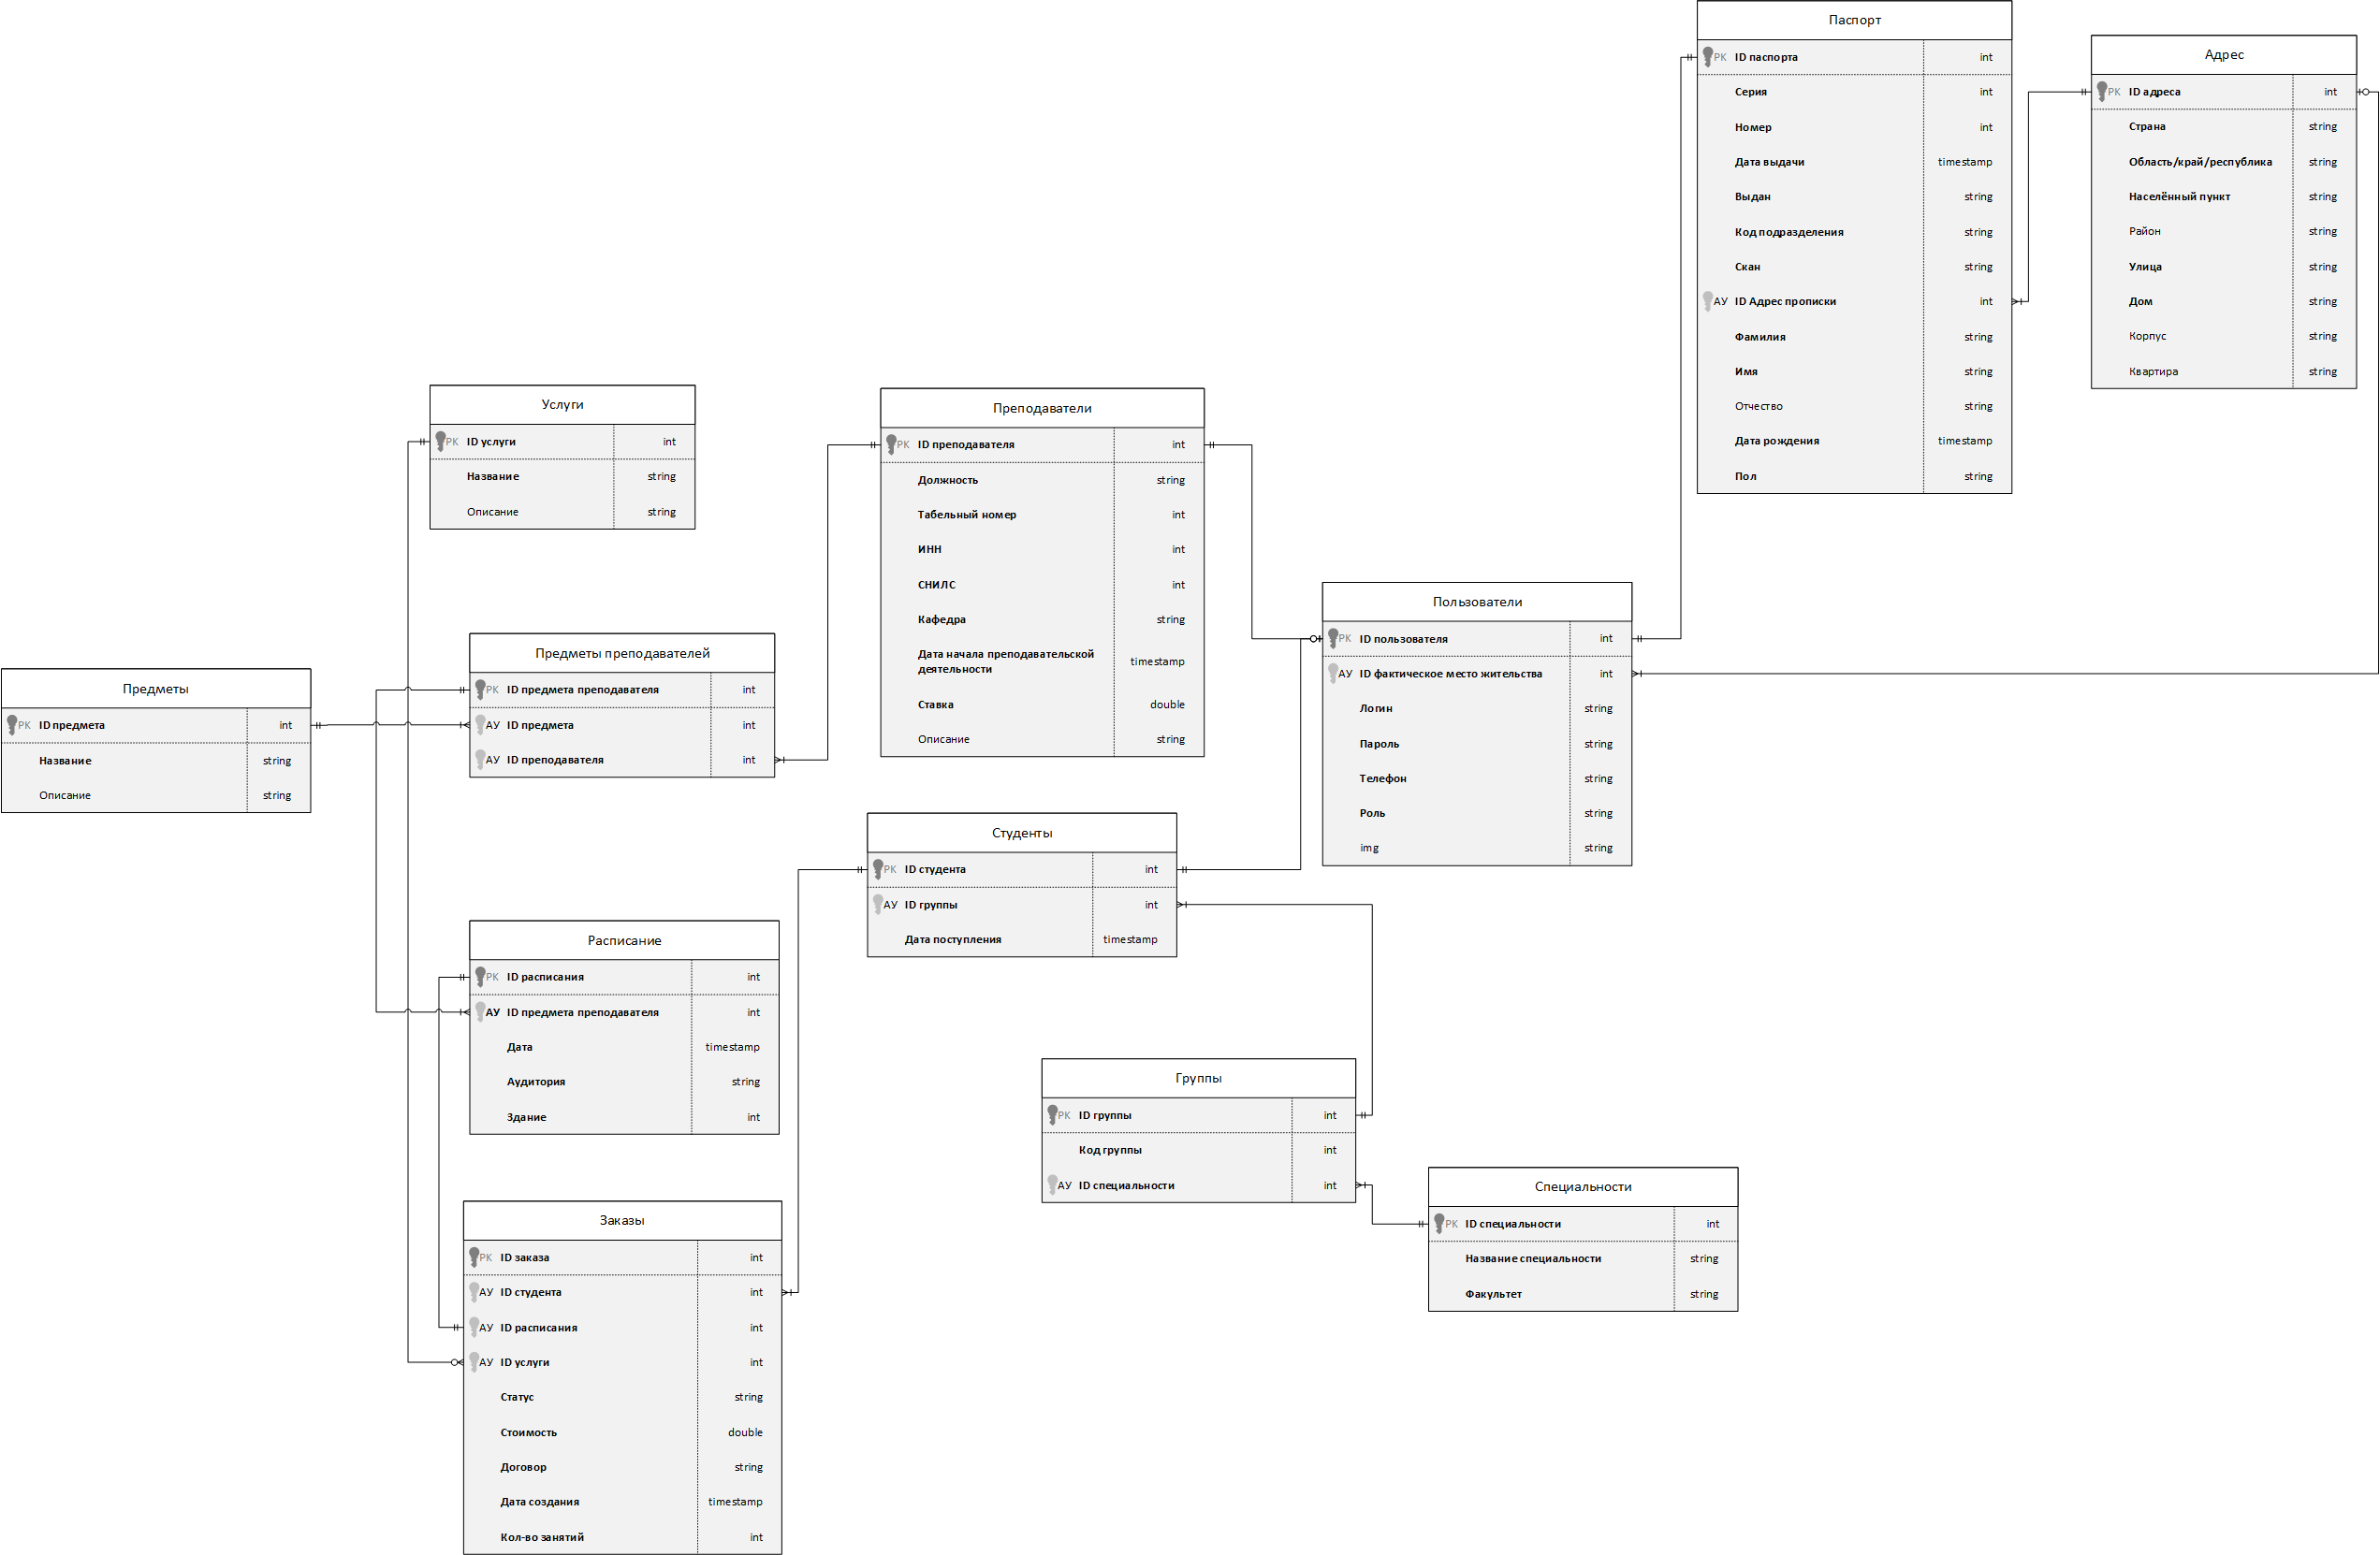 Паспорт
PK ID паспорта int
Серия int
Номер int
Дата выдачи timestamp
Выдан string
Код подразделения string
Скан string
АУ ID Адрес прописки int
Фамилия string
Имя string
Отчество string
Дата рождения timestamp
Пол string
Адрес
PK ID адреса int
Страна string
Область/край/республика string
Населённый пункт string
Район string
Улица string
Дом string
Корпус string
Квартира string
Услуги
PK ID услуги int
Название string
Описание string
Преподаватели
PK ID преподавателя int
Должность string
Табельный номер int
ИНН int
СНИЛС int
Кафедра string
Дата начала преподавательской
деятельности timestamp
Ставка double
Описание string
Пользователи
PK ID пользователя int
АУ ID фактическое место жительства int
Логин string
Пароль string
Телефон string
Роль string
img string
Предметы преподавателей
PK ID предмета преподавателя int
АУ ID предмета int
АУ ID преподавателя int
Предметы
PK ID предмета int
Название string
Описание string
Студенты
PK ID студента int
АУ ID группы int
Дата поступления timestamp
Расписание
PK ID расписания int
АУ ID предмета преподавателя int
Дата timestamp
Аудитория string
Здание int
Группы
PK ID группы int
Код группы int
АУ ID специальности int
Специальности
PK ID специальности int
Название специальности string
Факультет string
Заказы
PK ID заказа int
АУ ID студента int
АУ ID расписания int
АУ ID услуги int
Статус string
Стоимость double
Договор string
Дата создания timestamp
Кол-во занятий int